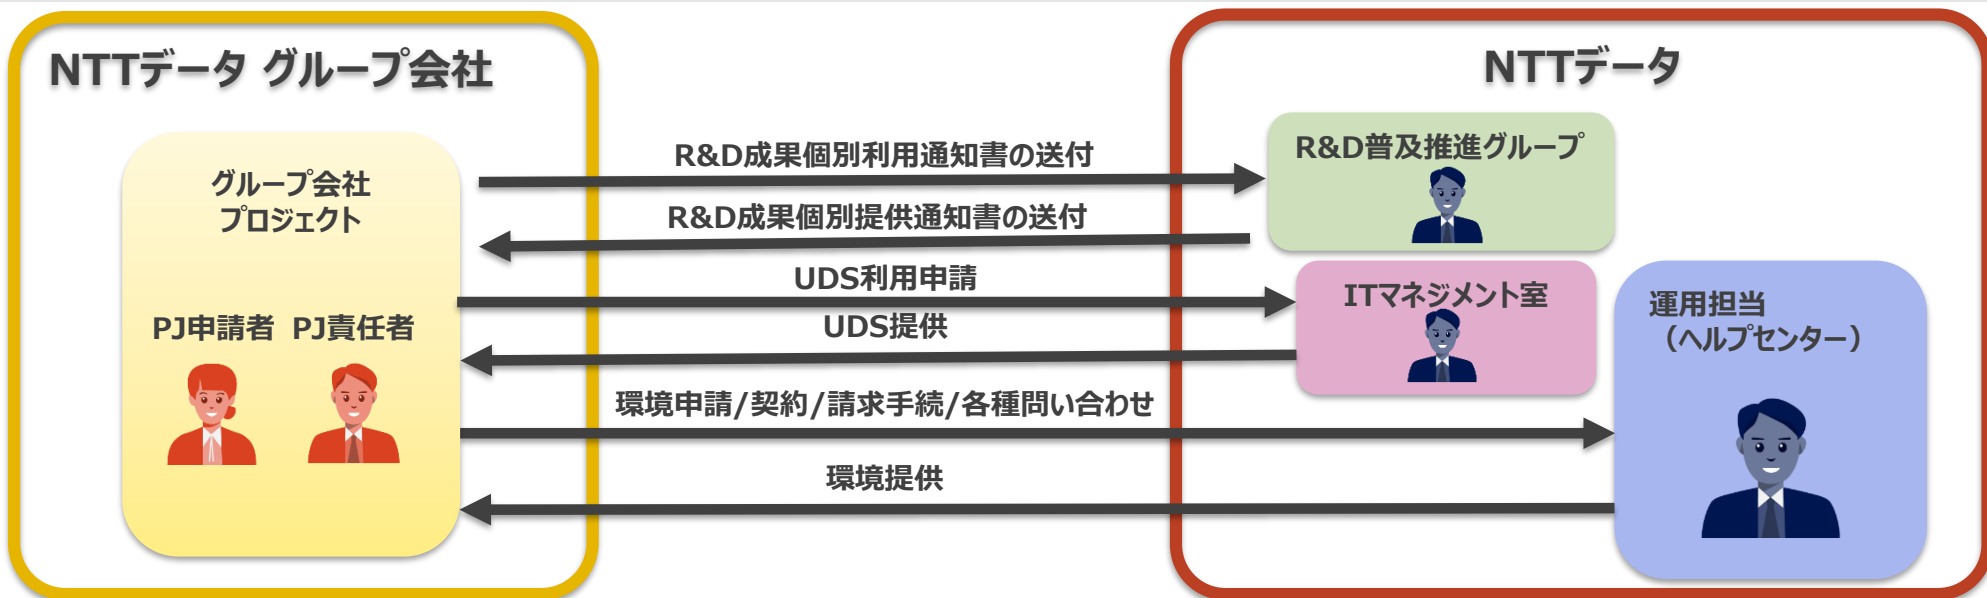 NTTデータ グループ会社
グループ会社
プロジェクト
PJ申請者 PJ責任者
R&D成果個別利用通知書の送付
R&D成果個別提供通知書の送付
UDS利用申請
UDS提供
環境申請/契約/請求手続/各種問い合わせ
環境提供
NTTデータ
R&D普及推進グループ
ITマネジメント室
運用担当
（ヘルプセンター）